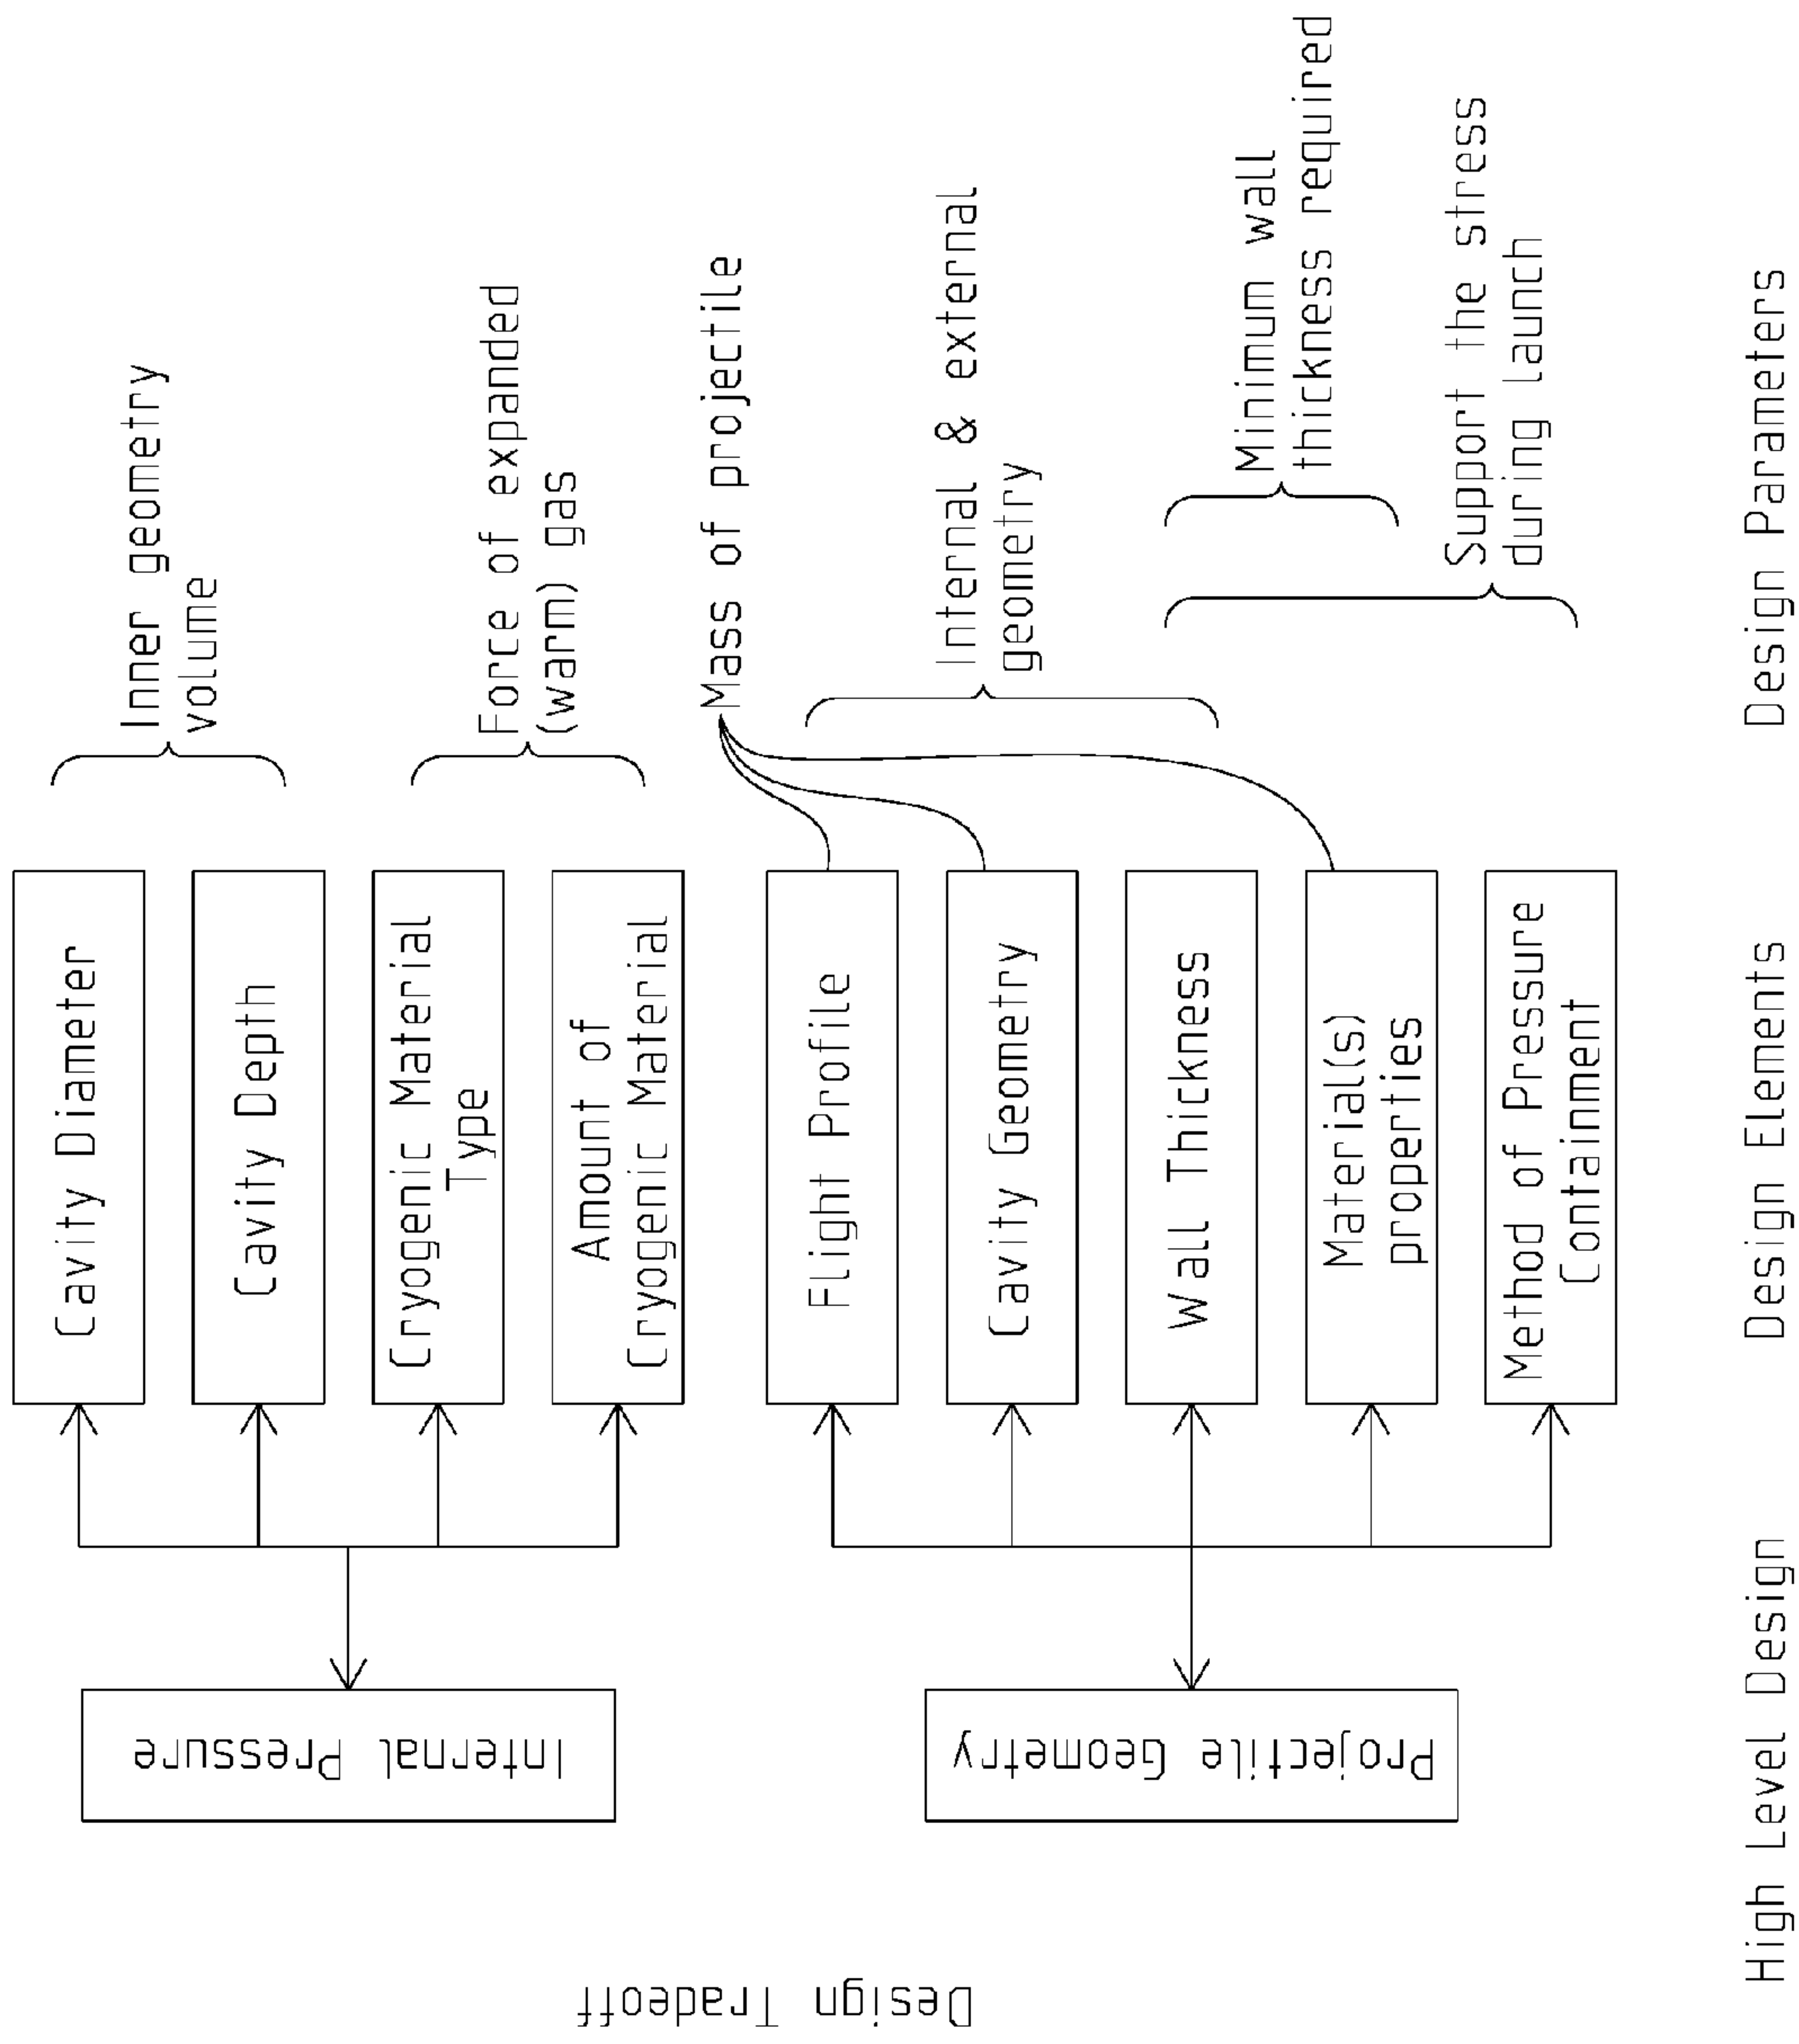 Design Tradeoff
Internal Pressure
Projectile Geometry
Cavity Diameter
Cavity Depth
Cryogenic Material
Type
Amount of
Cryogenic Material
Flight Profile
Cavity Geometry
Wall Thickness
Material(s)
properties
Method of Pressure
Containment
Inner geometry
volume
Force of expanded
(warm) gas
Mass of projectile
Internal & external
geometry
Minimum wall
thickness required
Support the stress
during launch
High Level Design
Design Elements
Design Parameters